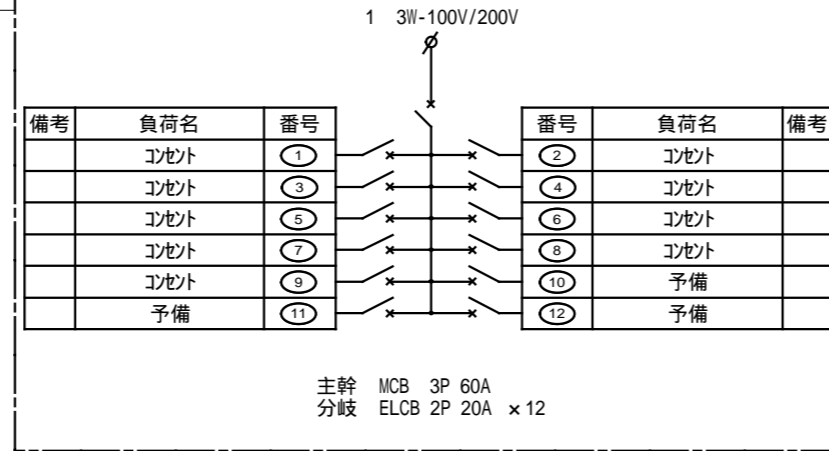 1 3W-100V/200V
備考 負荷名 番号 番号 負荷名 備考
コンセント 1 2 コンセント
コンセント 3 4 コンセント
コンセント 5 6 コンセント
コンセント 7 8 コンセント
コンセント 9 10 予備
予備 11 12 予備
主幹 MCB 3P 60A
分岐 ELCB 2P 20A ×12